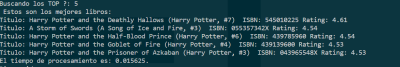 Buscando los TOP ?: 5
Estos son los mejores libros:
Titulo: Harry Potter and the Deathly Hallows (Harry Potter, #7)  ISBN: 545010225 Rating: 4.61
Titulo: A Storm of Swords (A Song of Ice and Fire, #3)  ISBN: 055357342X Rating: 4.54
Titulo: Harry Potter and the Half-Blood Prince (Harry Potter, #6)  ISBN: 439785960 Rating: 4.54
Titulo: Harry Potter and the Goblet of Fire (Harry Potter, #4)  ISBN: 439139600 Rating: 4.53
Titulo: Harry Potter and the Prisoner of Azkaban (Harry Potter, #3)  ISBN: 043965548X Rating: 4.53
El tiempo de procesamiento es: 0.015625.